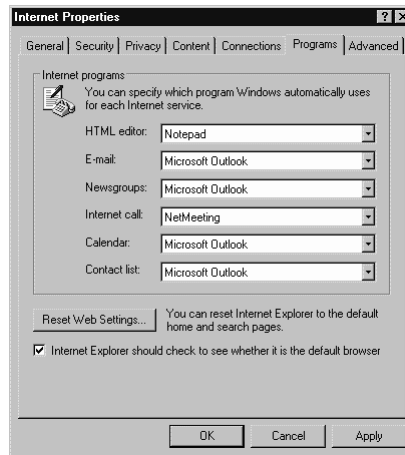 Internet Properties
General Security Privacy Content Connections Programs Advanced
Internet programs
You can specify which program Windows automatically uses
for each Internet service.
HTML editor: Notepad
E-mail: Microsoft Outlook
Newsgroups: Microsoft Outlook
Internet call: NetMeeting
Calendar: Microsoft Outlook
Contact list: Microsoft Outlook
Reset Web Settings... You can reset Internet Explorer to the default
home and search pages.
Internet Explorer should check to see whether it is the default browser
OK Cancel Apply